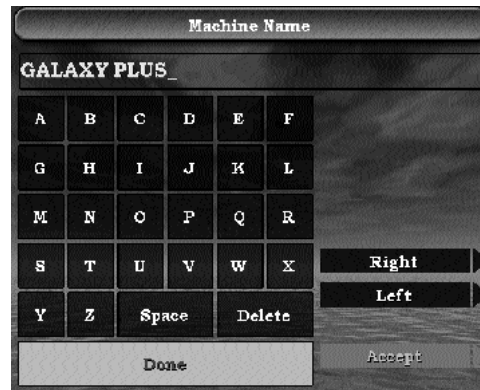 Machine Name
GALAXY PLUS_
A B C D E F
G H I J K L
M N O P Q R
S T U V W X
Right
Left
Y Z Space Delete
Done
Accept